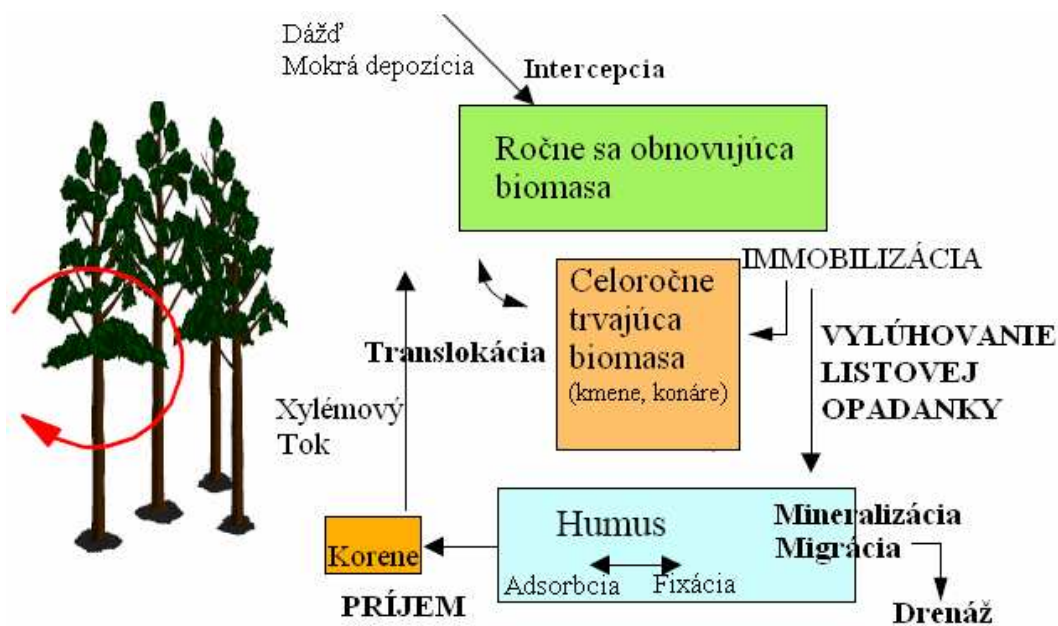 Dážď
Mokrá depozícia
Intercepcia
Ročne sa obnovujúca
biomasa
IMMOBILIZÁCIA
Celoročne
trvajúca
biomasa
(kmene, konáre)
Translokácia
VYLÚHOVANIE
LISTOVEJ
OPADANKY
Xylémový
Tok
Humus
Mineralizácia
Migrácia
Adsorbcia
Fixácia
Korene
PRÍJEM
Drenáž